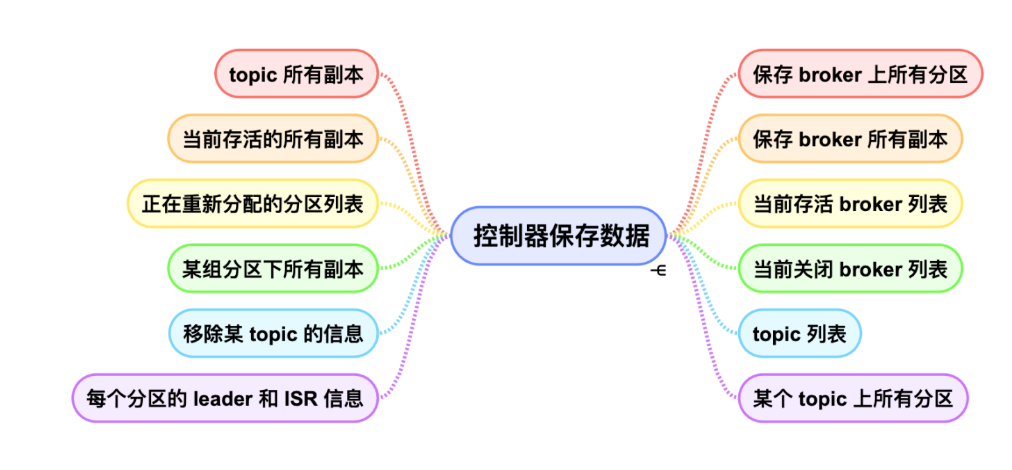 topic 所有副本
当前存活的所有副本
正在重新分配的分区列表
某组分区下所有副本
移除某 topic 的信息
每个分区的 leader 和 ISR 信息
控制器保存数据
保存 broker 上所有分区
保存 broker 所有副本
当前存活 broker 列表
当前关闭 broker 列表
topic 列表
某个 topic 上所有分区